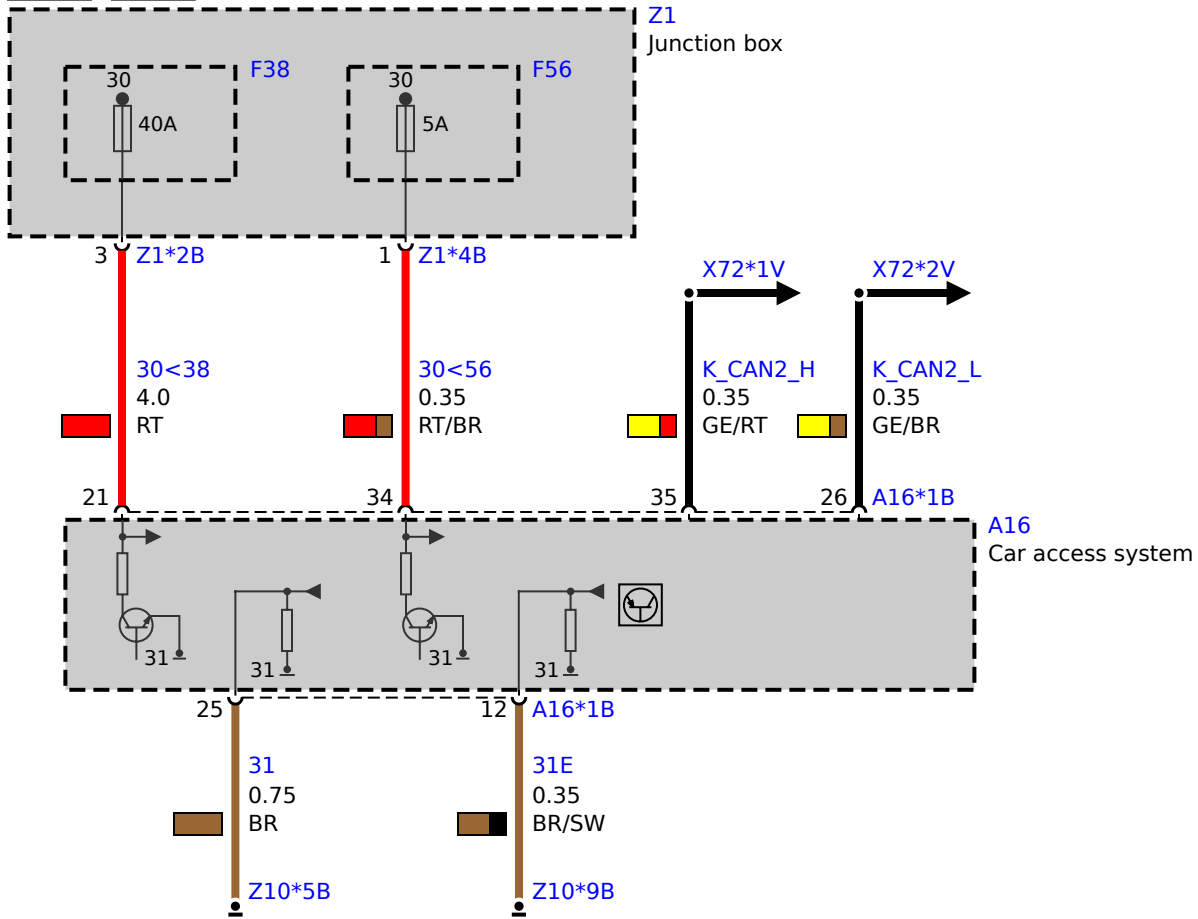 Z1
Junction box
F38
F56
30
30
40A
5A
3
Z1*2B
1
Z1*4B
X72*1V
X72*2V
30<38
4.0
RT
30<56
0.35
RT/BR
K_CAN2_H
0.35
GE/RT
K_CAN2_L
0.35
GE/BR
21
34
35
26
A16*1B
A16
Car access system
31
31
31
31
25
12
A16*1B
31
0.75
BR
31E
0.35
BR/SW
Z10*5B
Z10*9B